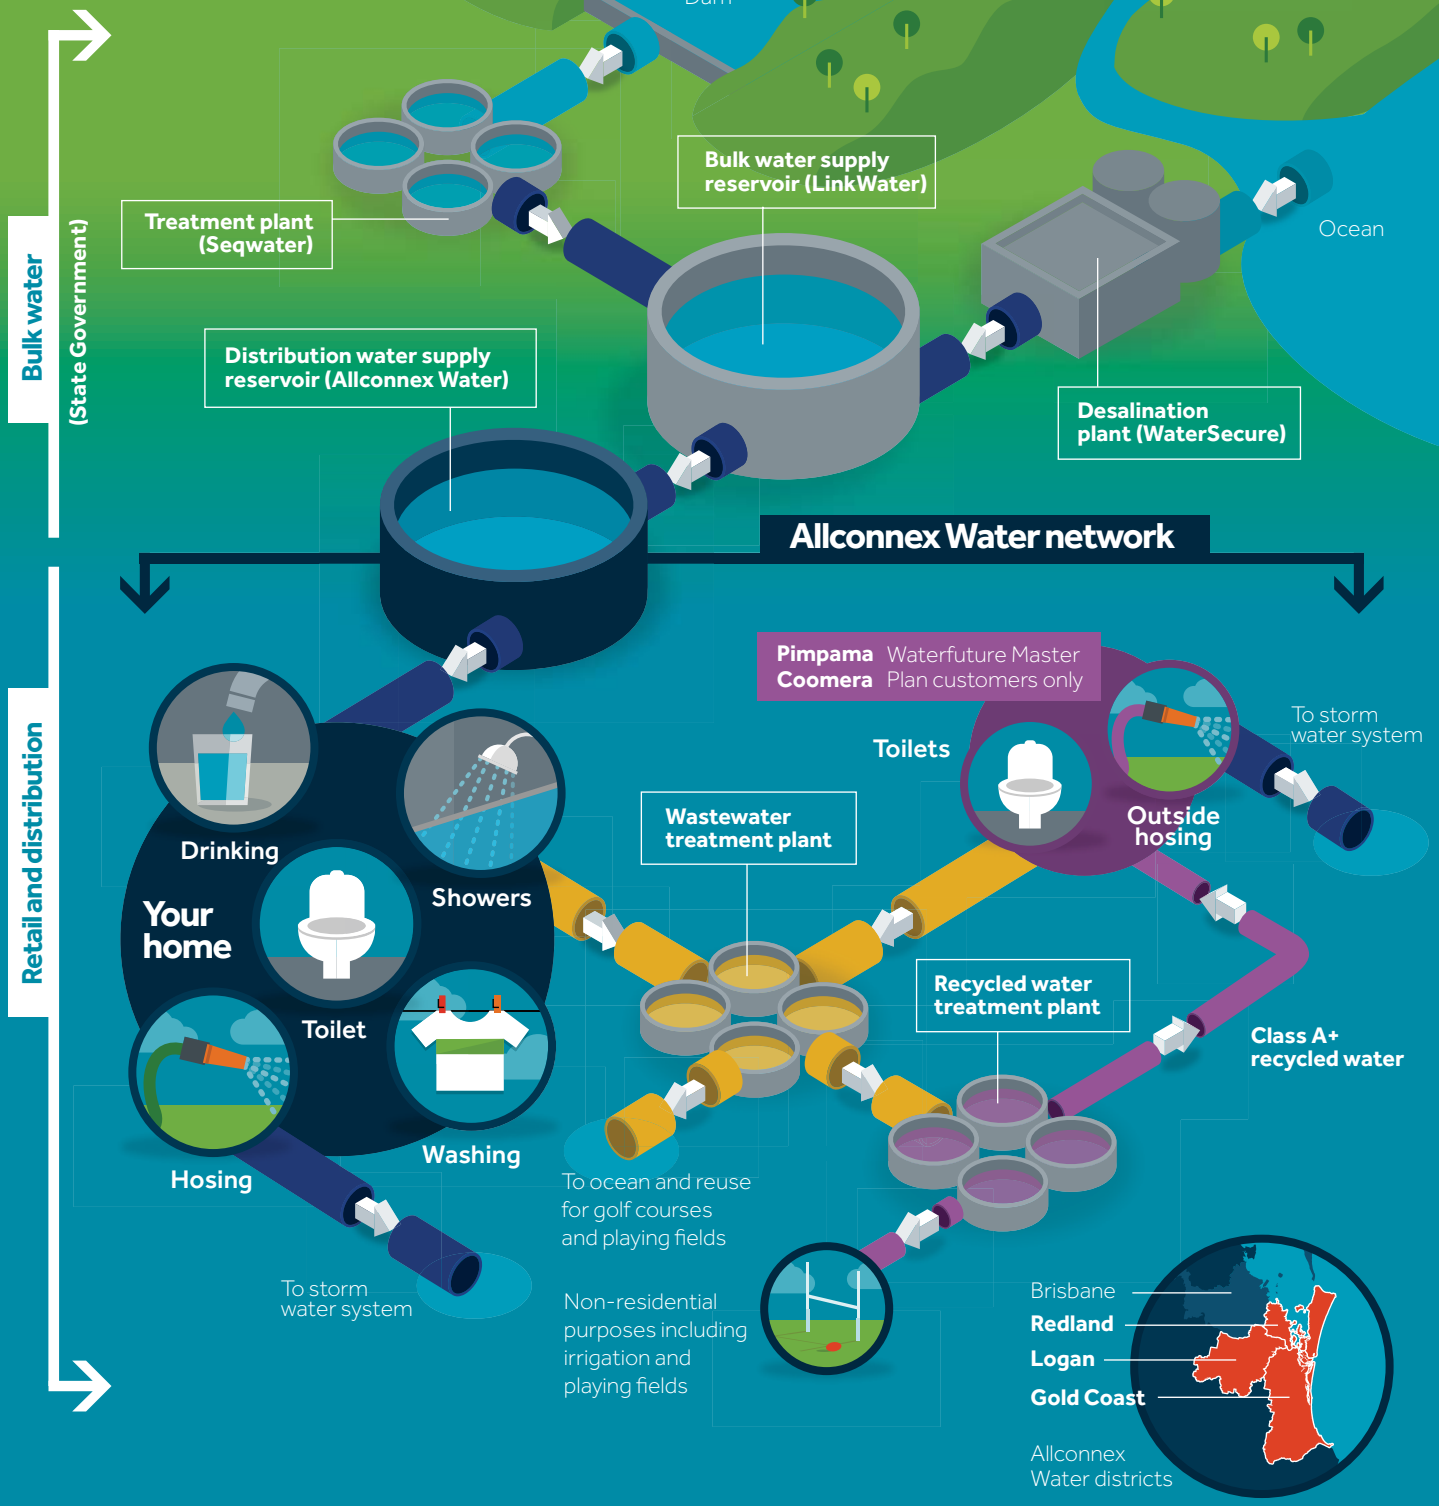 Dam
Bulk water supply
reservoir (LinkWater)
Treatment plant
(Seqwater)
Ocean
Bulk water
(State Government)
Distribution water supply
reservoir (Allconnex Water)
Desalination
plant (WaterSecure)
Allconnex Water network
Pimpama Waterfuture Master
Coomera Plan customers only
To storm
water system
Toilets
Outside
hosing
Retail and distribution
Wastewater
treatment plant
Drinking
Showers
Your
home
Toilet
Recycled water
treatment plant
Class A+
recycled water
Washing
Hosing
To ocean and reuse
for golf courses
and playing fields
To storm
water system
Non-residential
purposes including
irrigation and
playing fields
Brisbane
Redland
Logan
Gold Coast
Allconnex
Water districts